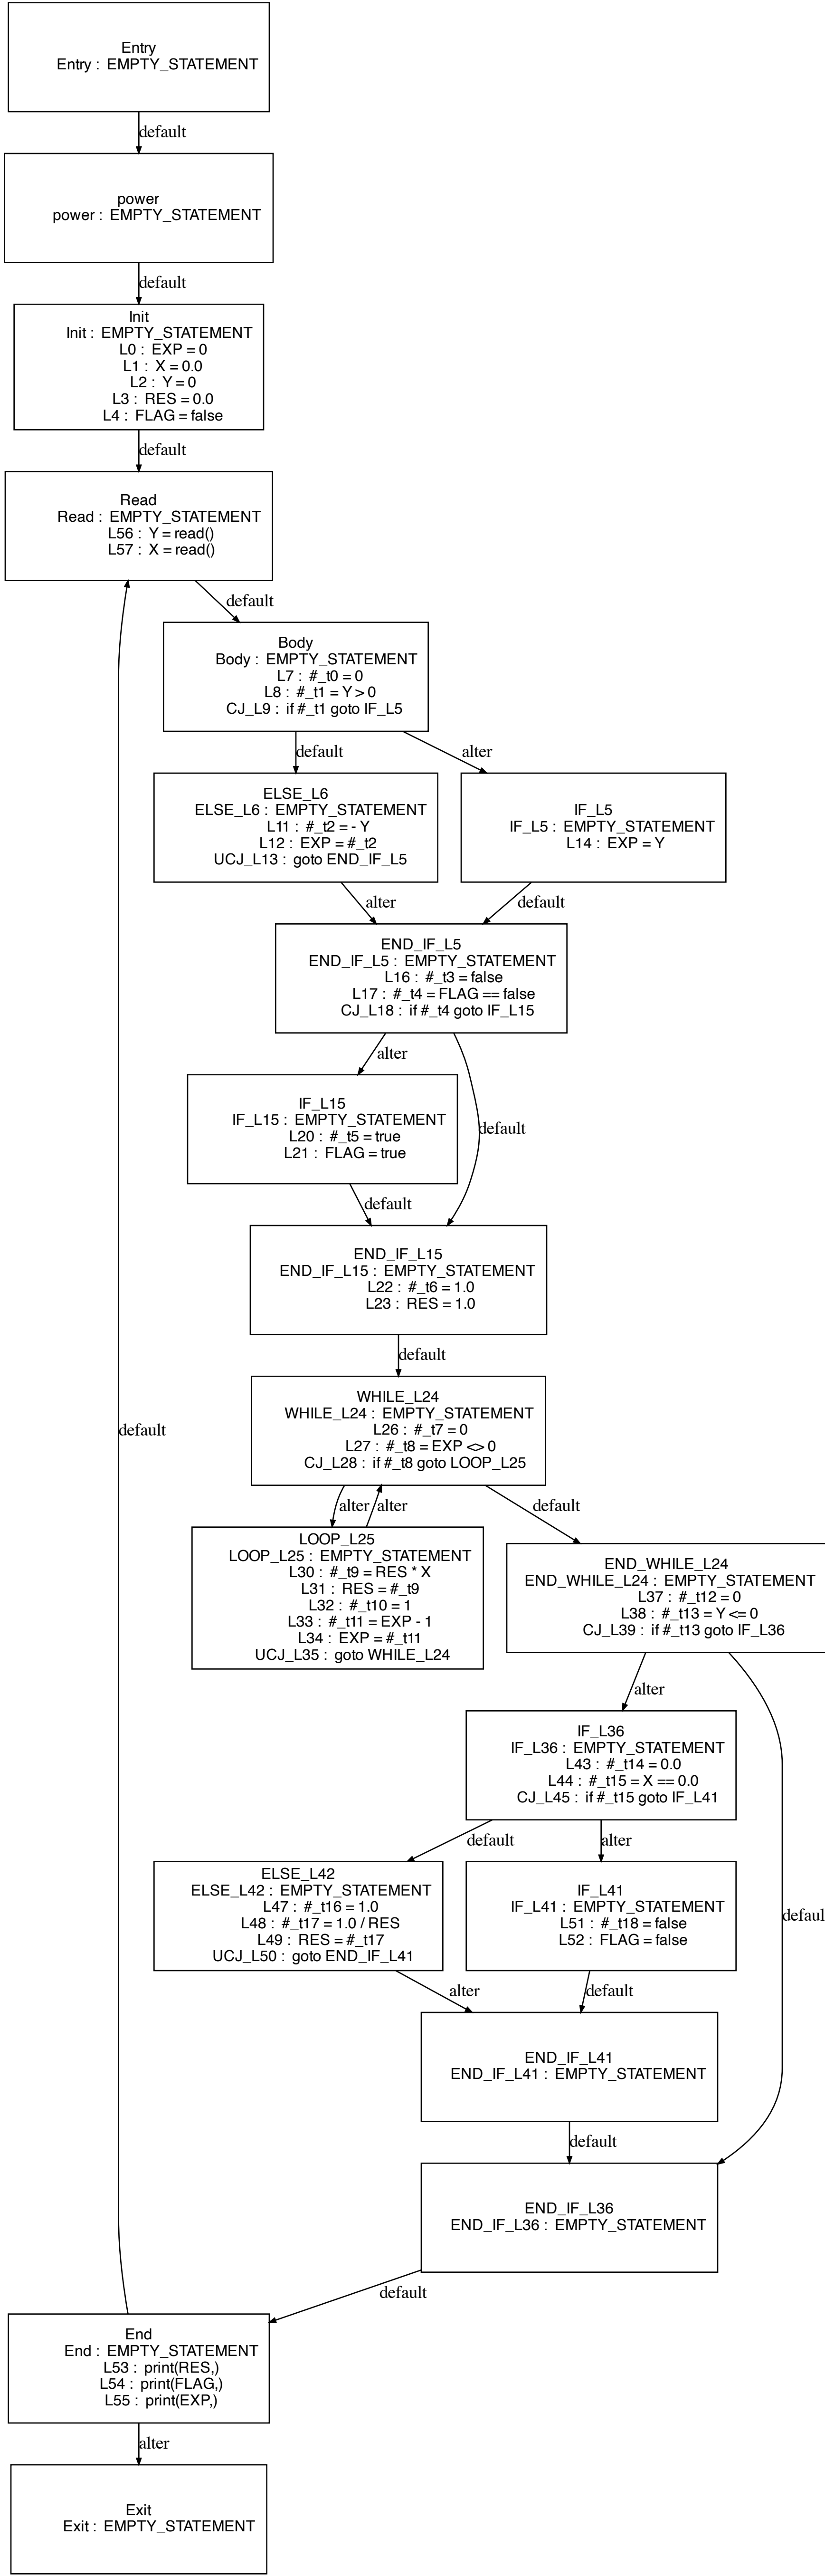 Entry
Entry : EMPTY_STATEMENT
default
power
power : EMPTY_STATEMENT
default
Init
Init : EMPTY_STATEMENT
L0 : EXP = 0
L1 : X = 0.0
L2 : Y = 0
L3 : RES = 0.0
L4 : FLAG = false
default
Read
Read : EMPTY_STATEMENT
L56 : Y = read()
L57 : X = read()
default
Body
Body : EMPTY_STATEMENT
L7 : #_t0 = 0
L8 : #_t1 = Y > 0
CJ_L9 : if #_t1 goto IF_L5
default
alter
ELSE_L6
ELSE_L6 : EMPTY_STATEMENT
L11 : #_t2 = - Y
L12 : EXP = #_t2
UCJ_L13 : goto END_IF_L5
IF_L5
IF_L5 : EMPTY_STATEMENT
L14 : EXP = Y
alter
default
END_IF_L5
END_IF_L5 : EMPTY_STATEMENT
L16 : #_t3 = false
L17 : #_t4 = FLAG == false
CJ_L18 : if #_t4 goto IF_L15
alter
IF_L15
IF_L15 : EMPTY_STATEMENT
L20 : #_t5 = true
L21 : FLAG = true
default
default
END_IF_L15
END_IF_L15 : EMPTY_STATEMENT
L22 : #_t6 = 1.0
L23 : RES = 1.0
default
WHILE_L24
WHILE_L24 : EMPTY_STATEMENT
L26 : #_t7 = 0
L27 : #_t8 = EXP <> 0
CJ_L28 : if #_t8 goto LOOP_L25
default
alter
alter
default
LOOP_L25
LOOP_L25 : EMPTY_STATEMENT
L30 : #_t9 = RES * X
L31 : RES = #_t9
L32 : #_t10 = 1
L33 : #_t11 = EXP - 1
L34 : EXP = #_t11
UCJ_L35 : goto WHILE_L24
END_WHILE_L24
END_WHILE_L24 : EMPTY_STATEMENT
L37 : #_t12 = 0
L38 : #_t13 = Y <= 0
CJ_L39 : if #_t13 goto IF_L36
alter
IF_L36
IF_L36 : EMPTY_STATEMENT
L43 : #_t14 = 0.0
L44 : #_t15 = X == 0.0
CJ_L45 : if #_t15 goto IF_L41
default
alter
ELSE_L42
ELSE_L42 : EMPTY_STATEMENT
L47 : #_t16 = 1.0
L48 : #_t17 = 1.0 / RES
L49 : RES = #_t17
UCJ_L50 : goto END_IF_L41
IF_L41
IF_L41 : EMPTY_STATEMENT
L51 : #_t18 = false
L52 : FLAG = false
defaul
alter
default
END_IF_L41
END_IF_L41 : EMPTY_STATEMENT
default
END_IF_L36
END_IF_L36 : EMPTY_STATEMENT
default
End
End : EMPTY_STATEMENT
L53 : print(RES,)
L54 : print(FLAG,)
L55 : print(EXP,)
alter
Exit
Exit : EMPTY_STATEMENT